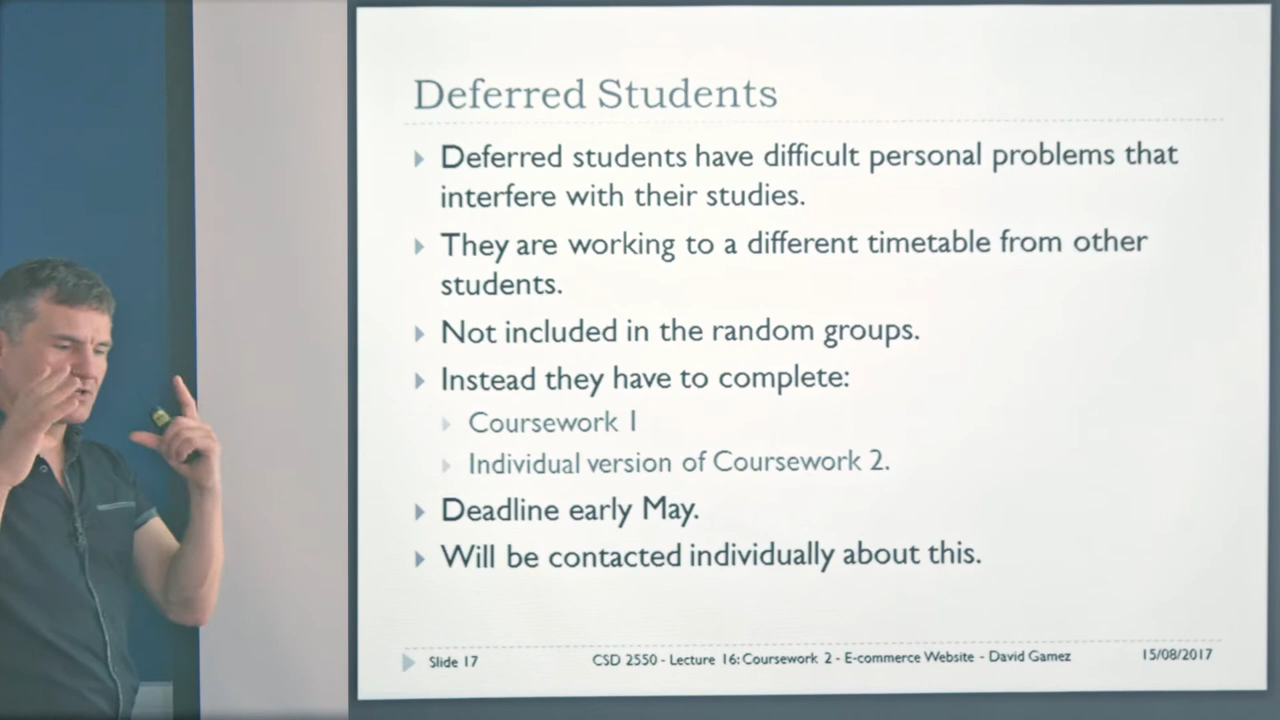 Deferred Students
Deferred students have difficult personal problems that
interfere with their studies.
They are working to a different timetable from other
students.
Not included in the random groups.
Instead they have to complete:
Coursework 1
Individual version of Coursework 2.
Deadline early May.
Will be contacted individually about this.
Slide 17
CSD 2550 - Lecture 16: Coursework 2 - E-commerce Website - David Gamez
15/08/2017